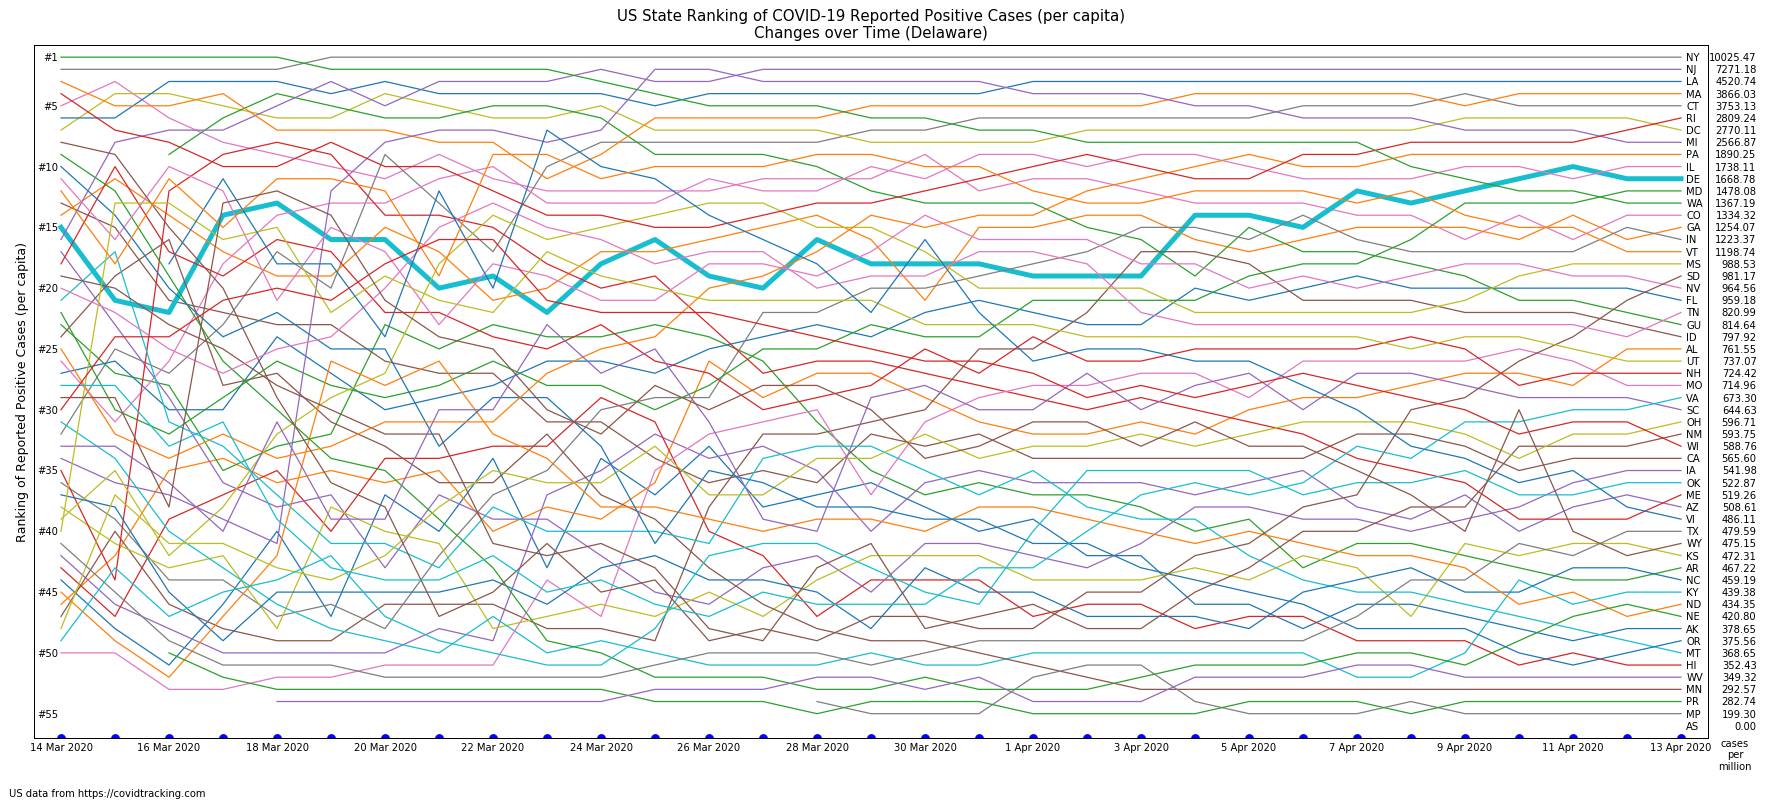 US State Ranking of COVID-19 Reported Positive Cases (per capita)
Changes over Time (Delaware)
Ranking of Reported Positive Cases (per capita)
#1
#5
#10
#15
#20
#25
#30
#35
#40
#45
#50
#55
NY 10025.47
NJ 7271.18
LA 4520.74
MA 3866.03
CT 3753.13
RI 2809.24
DC 2770.11
MI 2566.87
PA 1890.25
IL 1738.11
DE 1668.78
MD 1478.08
WA 1367.19
CO 1334.32
GA 1254.07
IN 1223.37
VT 1198.74
MS 988.53
SD 981.17
NV 964.56
FL 959.18
TN 820.99
GU 814.64
ID 797.92
AL 761.55
UT 737.07
NH 724.42
MO 714.96
VA 673.30
SC 644.63
OH 596.71
NM 593.75
WI 588.76
CA 565.60
IA 541.98
OK 522.87
ME 519.26
AZ 508.61
VI 486.11
TX 479.59
WY 475.15
KS 472.31
AR 467.22
NC 459.19
KY 439.38
ND 434.35
NE 420.80
AK 378.65
OR 375.56
MT 368.65
HI 352.43
WV 349.32
MN 292.57
PR 282.74
MP 199.30
AS 0.00
14 Mar 2020 16 Mar 2020 18 Mar 2020 20 Mar 2020 22 Mar 2020 24 Mar 2020 26 Mar 2020 28 Mar 2020 30 Mar 2020 1 Apr 2020 3 Apr 2020 5 Apr 2020 7 Apr 2020 9 Apr 2020 11 Apr 2020 13 Apr 2020
cases
per
million
US data from https://covidtracking.com